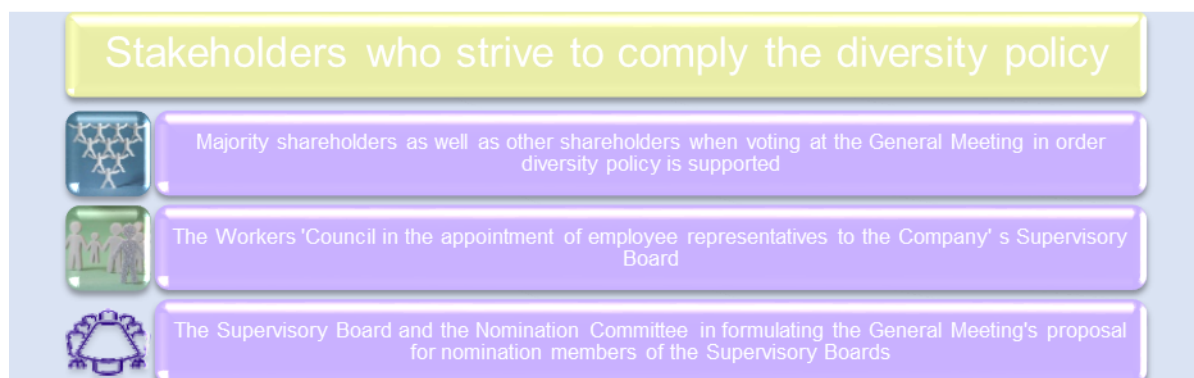 Stakeholders who strive to comply the diversity policy
Majority shareholders as well as other shareholders when voting at the General Meeting in order
diversity policy is supported
The Workers 'Council in the appointment of employee representatives to the Company' s Supervisory
Board
The Supervisory Board and the Nomination Committee in formulating the General Meeting's proposal
for nomination members of the Supervisory Boards